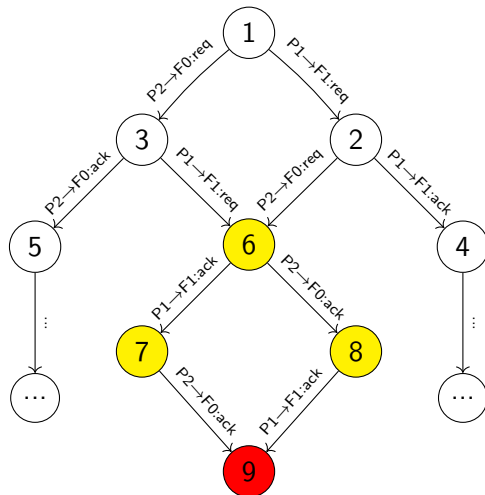 1
P2→F0:req
P1→F1:req
3
2
P2→F0:ack
P1→F1:req
P2→F0:req
P1→F1:ack
5
6
4
P1→F1:ack
P2→F0:ack
...
...
7
8
...
...
P2→F0:ack
P1→F1:ack
9